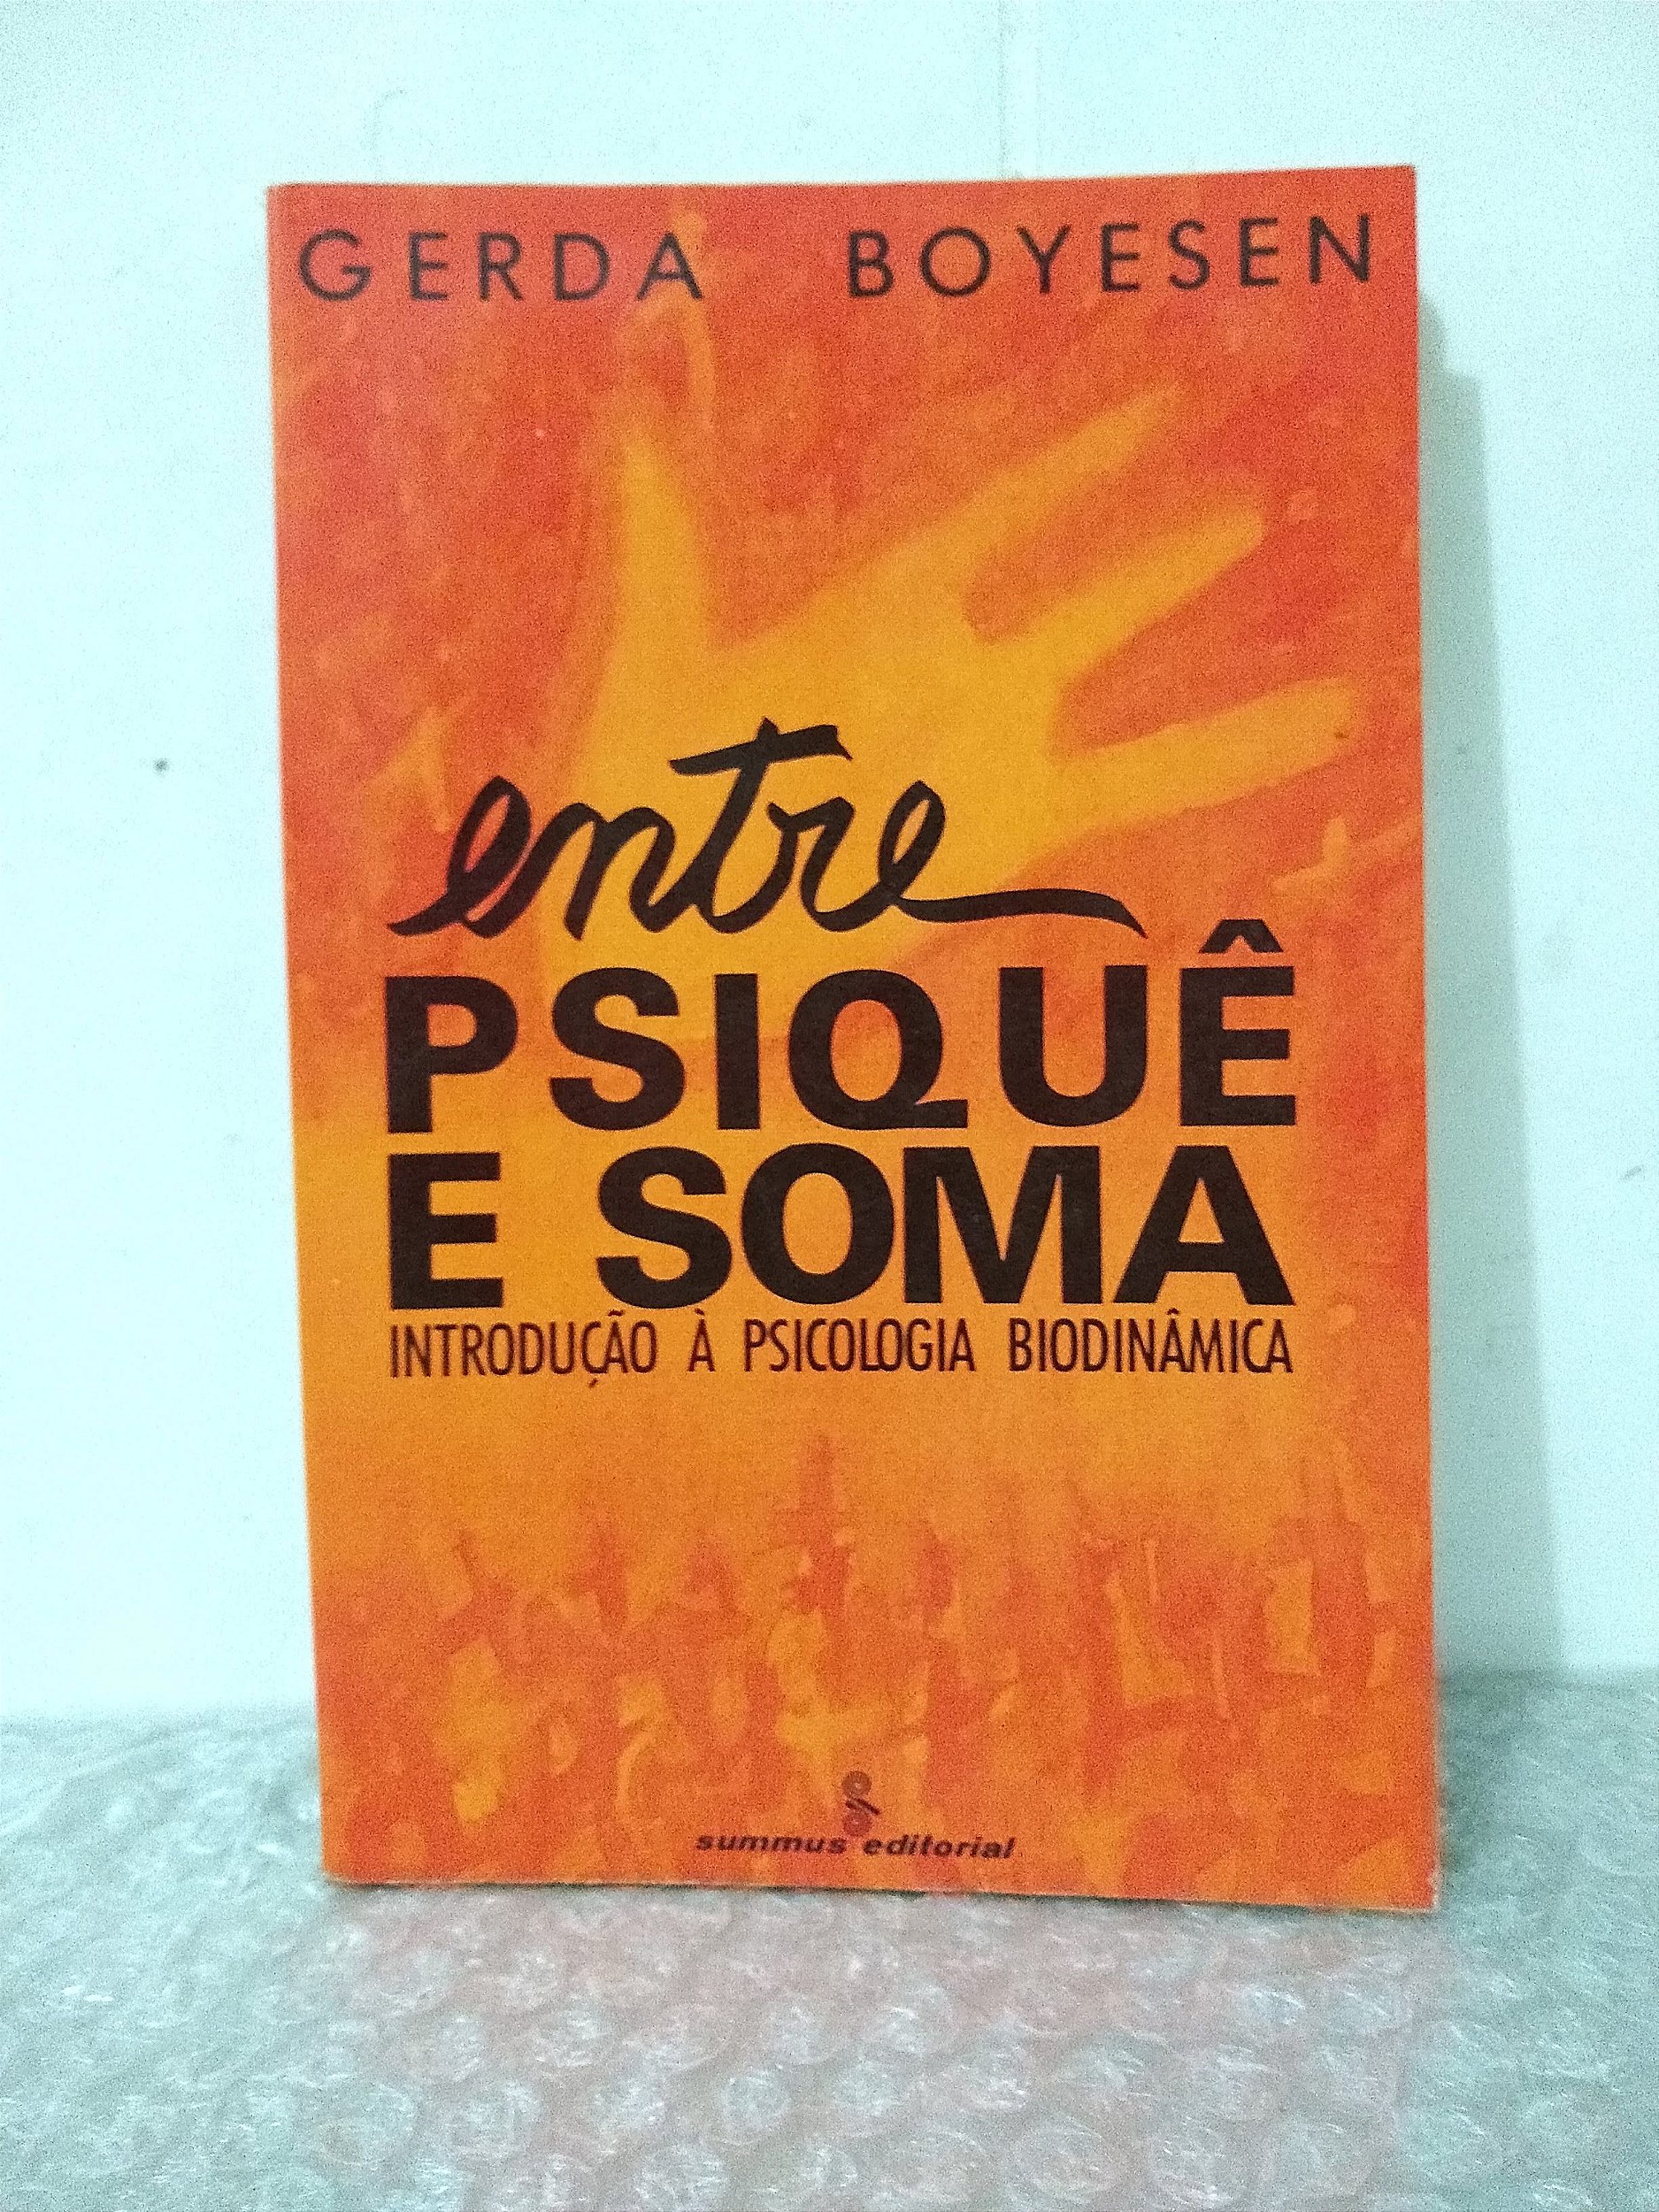 GERDA BOYESEN
entre
PSIQUÊ
E SOMA
INTRODUÇÃO À PSICOLOGIA BIODINÂMICA
summus editorial